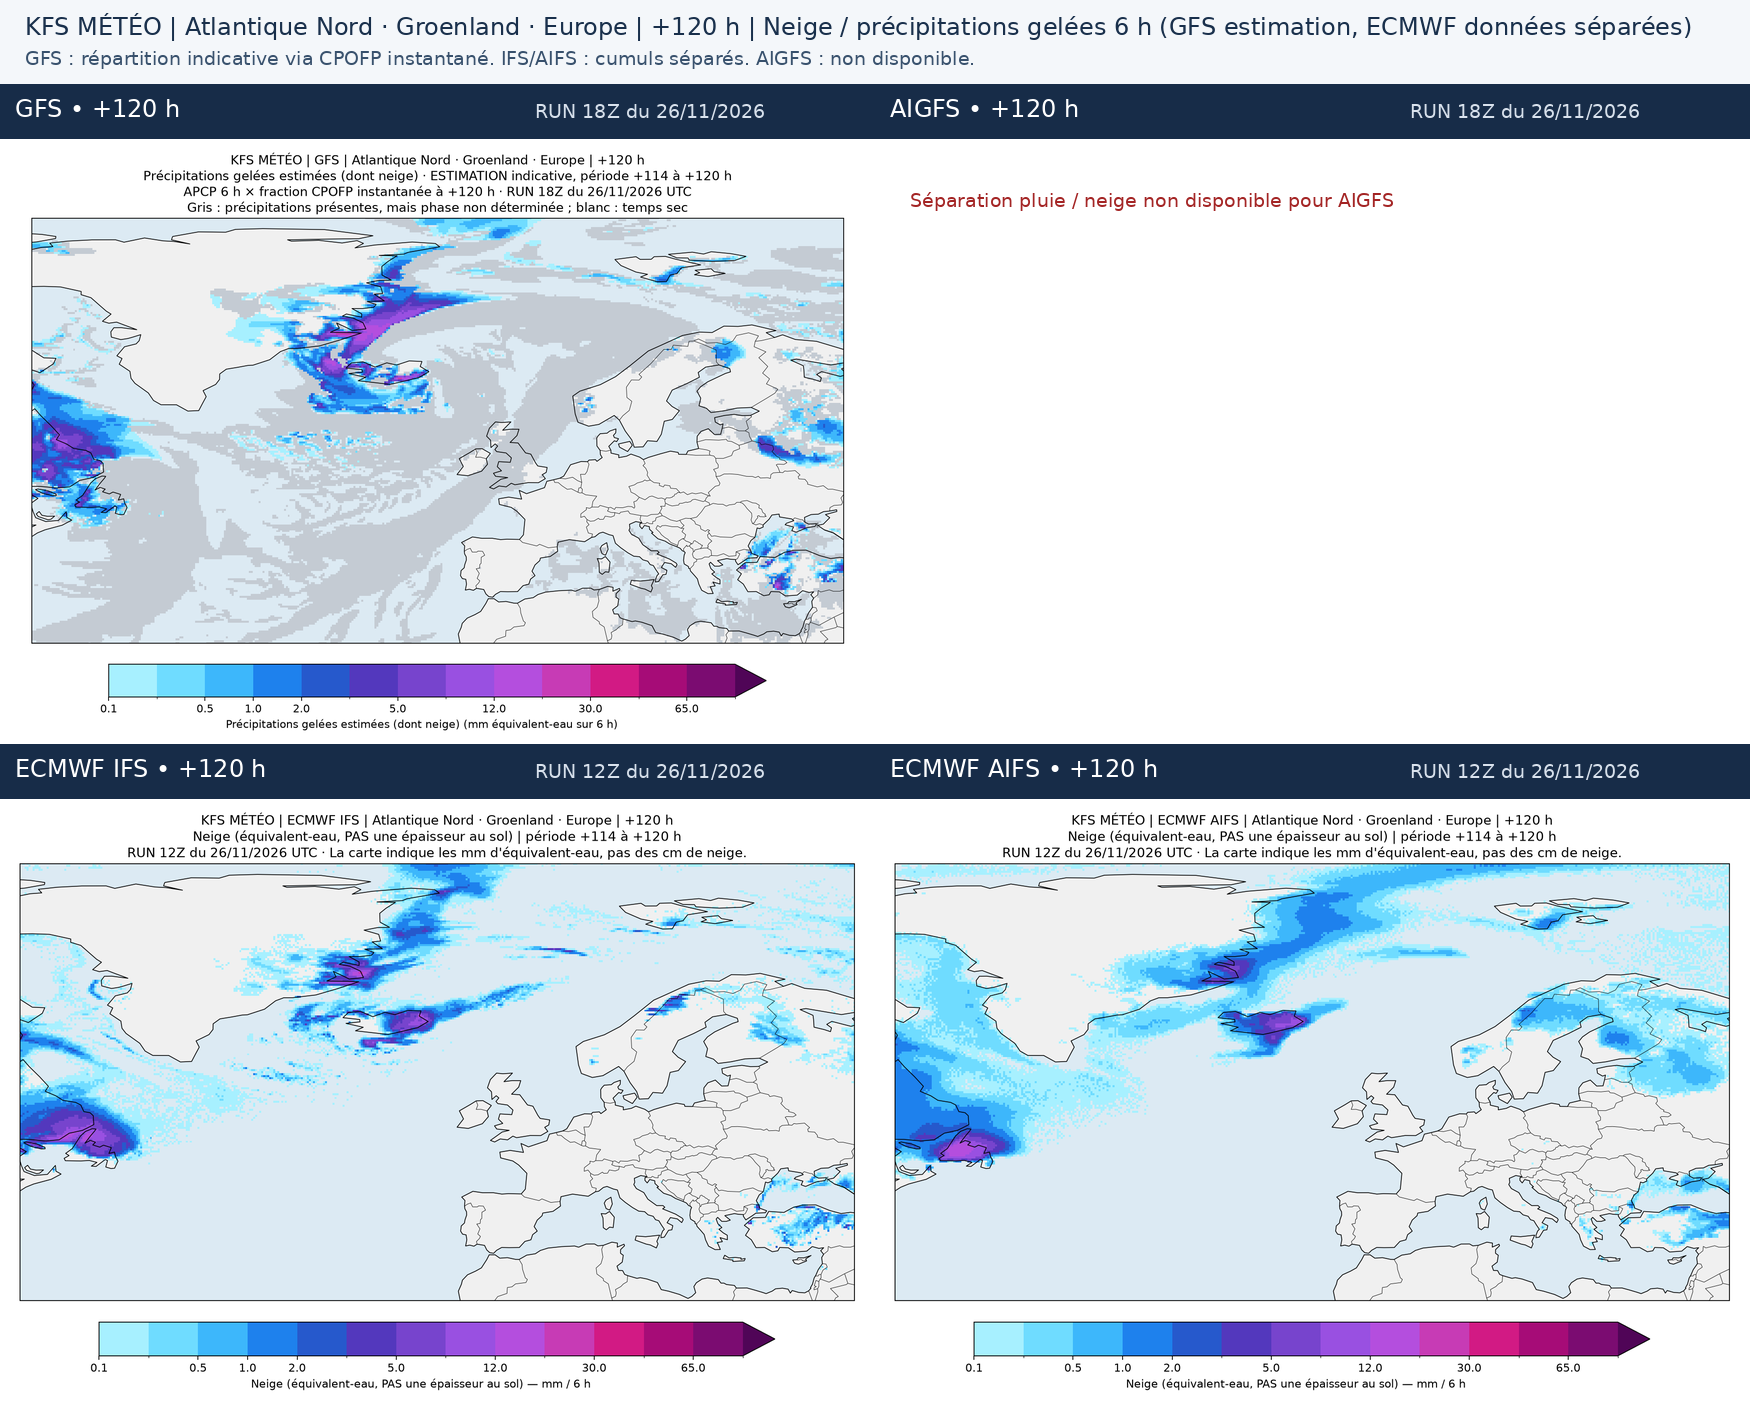 KFS MÉTÉO | Atlantique Nord · Groenland · Europe | +120 h | Neige / précipitations gelées 6 h (GFS estimation, ECMWF données séparées)
GFS : répartition indicative via CPOFP instantané. IFS/AIFS : cumuls séparés. AIGFS : non disponible.
GFS • +120 h
RUN 18Z du 26/11/2026
KFS MÉTÉO | GFS | Atlantique Nord · Groenland · Europe | +120 h
Précipitations gelées estimées (dont neige) · ESTIMATION indicative, période +114 à +120 h
APCP 6 h × fraction CPOFP instantanée à +120 h · RUN 18Z du 26/11/2026 UTC
Gris : précipitations présentes, mais phase non déterminée ; blanc : temps sec
0.1 0.5 1.0 2.0 5.0 12.0 30.0 65.0
Précipitations gelées estimées (dont neige) (mm équivalent-eau sur 6 h)
AIGFS • +120 h
RUN 18Z du 26/11/2026
Séparation pluie / neige non disponible pour AIGFS
ECMWF IFS • +120 h
RUN 12Z du 26/11/2026
KFS MÉTÉO | ECMWF IFS | Atlantique Nord · Groenland · Europe | +120 h
Neige (équivalent-eau, PAS une épaisseur au sol) | période +114 à +120 h
RUN 12Z du 26/11/2026 UTC · La carte indique les mm d'équivalent-eau, pas des cm de neige.
0.1 0.5 1.0 2.0 5.0 12.0 30.0 65.0
Neige (équivalent-eau, PAS une épaisseur au sol) — mm / 6 h
ECMWF AIFS • +120 h
RUN 12Z du 26/11/2026
KFS MÉTÉO | ECMWF AIFS | Atlantique Nord · Groenland · Europe | +120 h
Neige (équivalent-eau, PAS une épaisseur au sol) | période +114 à +120 h
RUN 12Z du 26/11/2026 UTC · La carte indique les mm d'équivalent-eau, pas des cm de neige.
0.1 0.5 1.0 2.0 5.0 12.0 30.0 65.0
Neige (équivalent-eau, PAS une épaisseur au sol) — mm / 6 h